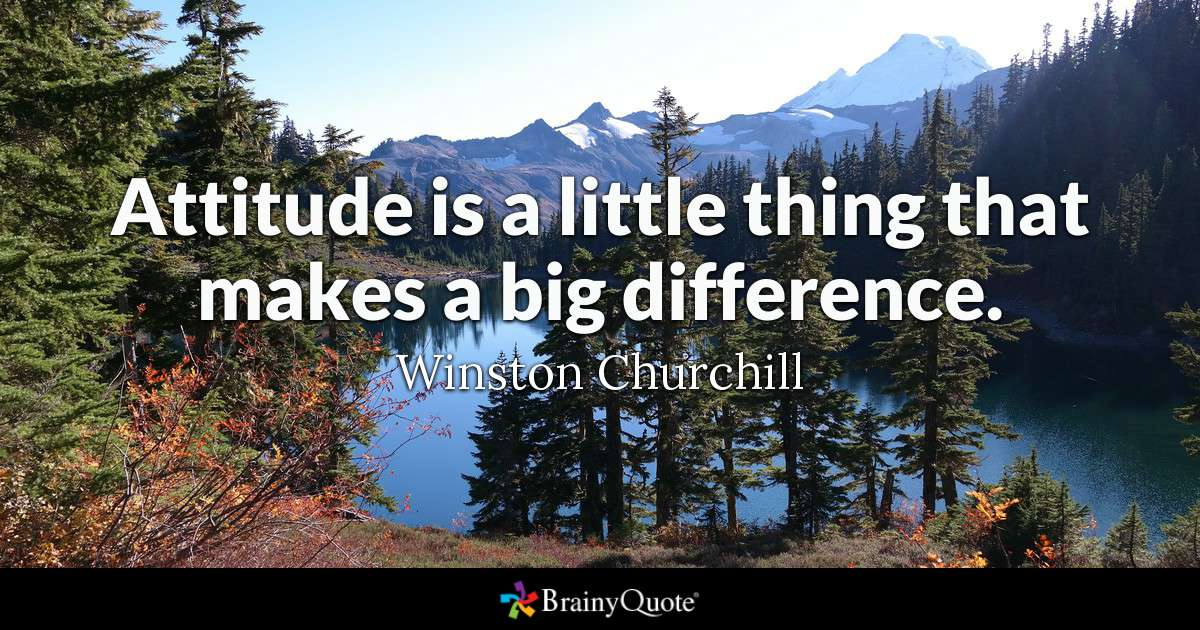 Attitude is a little thing that
makes a big difference.
Winston Churchill
BrainyQuote®